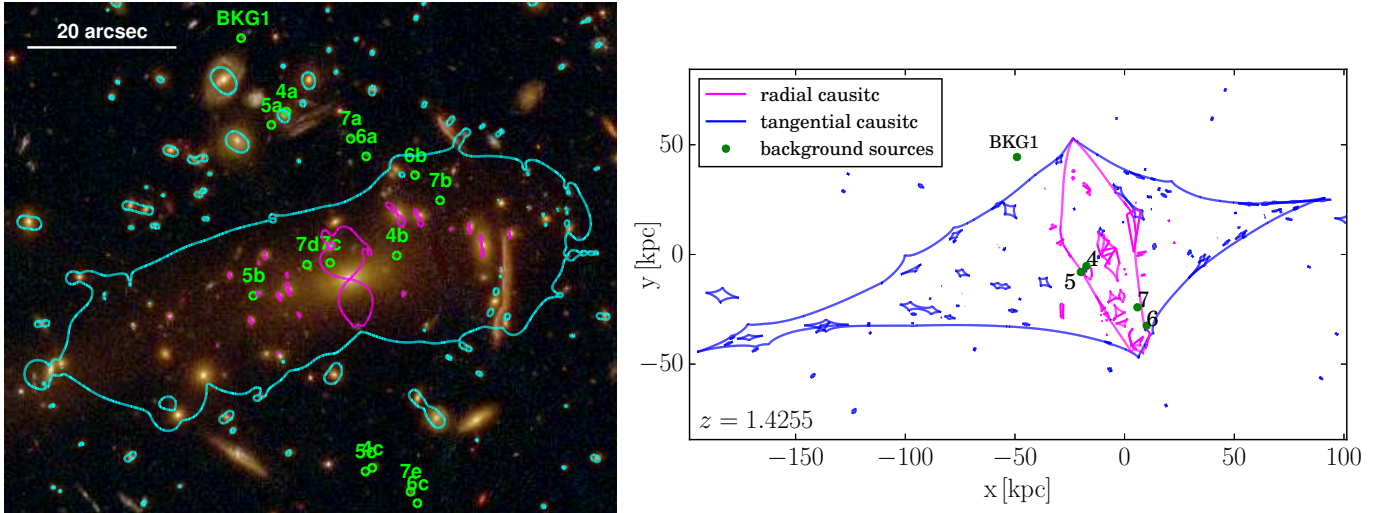 BKG1
20 arcsec
4a
5a
7a
6a
6b
7b
4b
7d 7c
5b
4c
5c
7e
6c
radial causitc
tangential causitc
background sources
BKG1
4
5
7
6
z = 1.4255
50
0
−50
y [kpc]
−150 −100 −50 0 50 100
x [kpc]